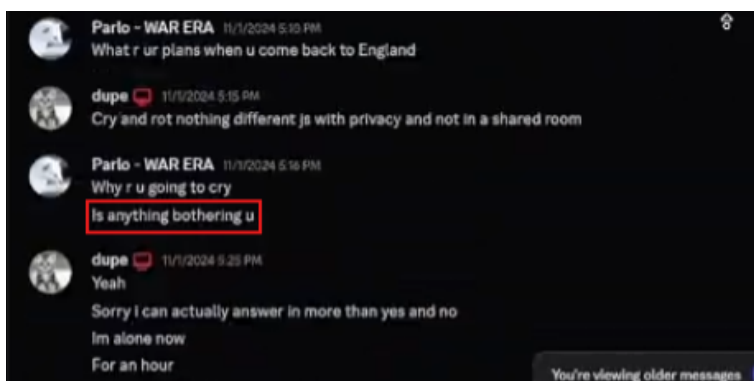 Parlo - WAR ERA 11/1/2024 5:15 PM
What r ur plans when u come back to England
dupe 11/1/2024 5:15 PM
Cry and rot nothing different js with privacy and not in a shared room
Parlo - WAR ERA 11/1/2024 5:16 PM
Why r u going to cry
Is anything bothering u
dupe 11/1/2024 5:25 PM
Yeah
Sorry I can actually answer in more than yes and no
Im alone now
For an hour
You're viewing older messages